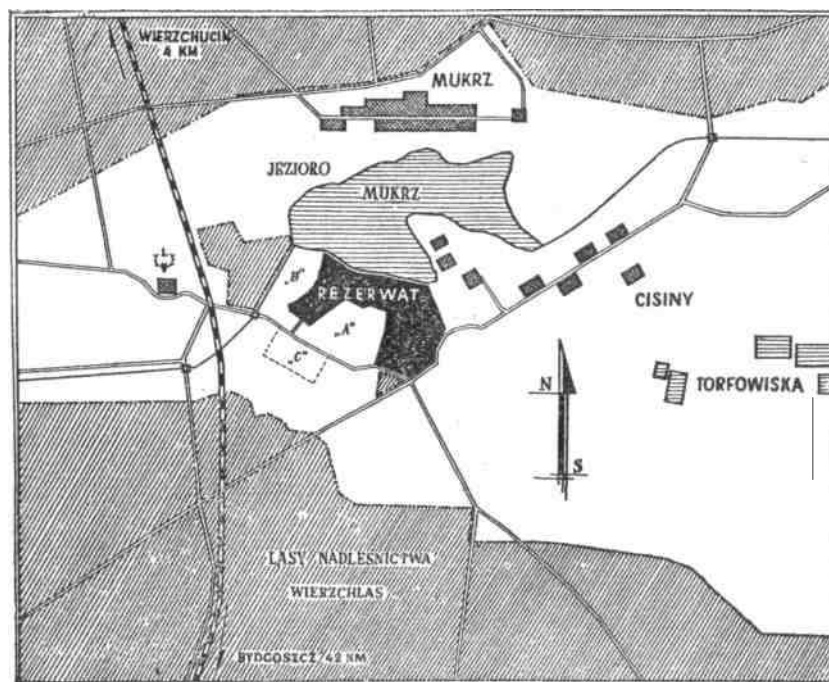 WIERZCHUCIN
4 KM
MUKRZ
JEZIORO
MUKRZ
„B"
REZERWAT
„A"
„C"
CISINY
TORFOWISKA
N
S
LASY NADLEŚNICTWA
WIERZCHLAS
BYDGOSZCZ 42 KM